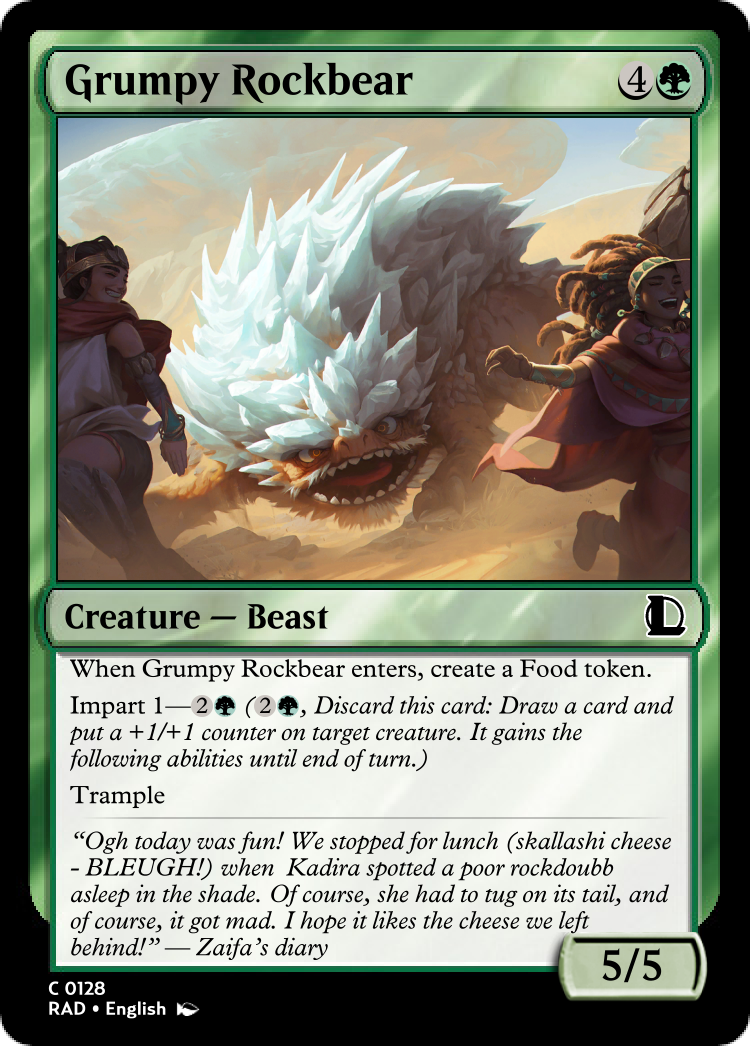 Grumpy Rockbear 4
Creature — Beast
When Grumpy Rockbear enters, create a Food token.
Impart 1—2 (2, Discard this card: Draw a card and
put a +1/+1 counter on target creature. It gains the
following abilities until end of turn.)
Trample
“Ogh today was fun! We stopped for lunch (skallashi cheese
- BLEUGH!) when  Kadira spotted a poor rockdoubb
asleep in the shade. Of course, she had to tug on its tail, and
of course, it got mad. I hope it likes the cheese we left
behind!” — Zaifa’s diary
5/5
C 0128
RAD • English